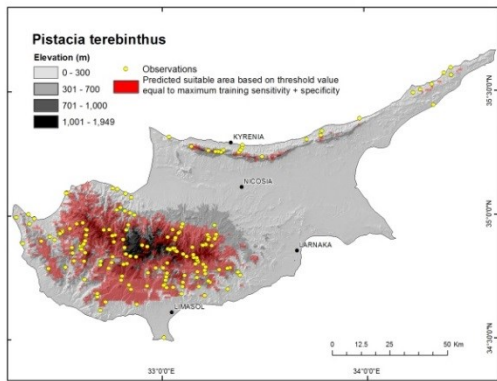 Pistacia terebinthus
Elevation (m)
0 - 300
301 - 700
701 - 1,000
1,001 - 1,949
Observations
Predicted suitable area based on threshold value
equal to maximum training sensitivity + specificity
KYRENIA
NICOSIA
LARNAKA
LIMASOL
35°30'0"N
35°0'0"N
34°30'0"N
0 12.5 25 50 Km
33°0'0"E 34°0'0"E